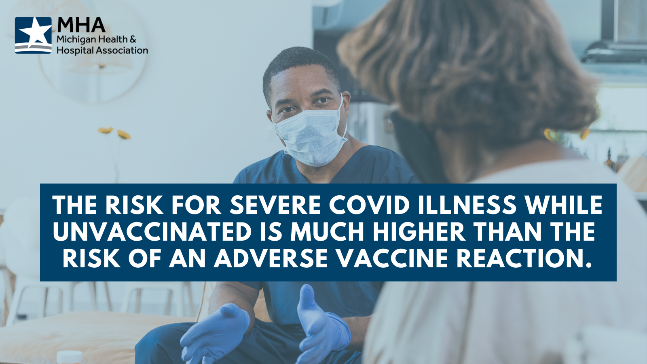 MHA
Michigan Health &
Hospital Association
THE RISK FOR SEVERE COVID ILLNESS WHILE
UNVACCINATED IS MUCH HIGHER THAN THE
RISK OF AN ADVERSE VACCINE REACTION.